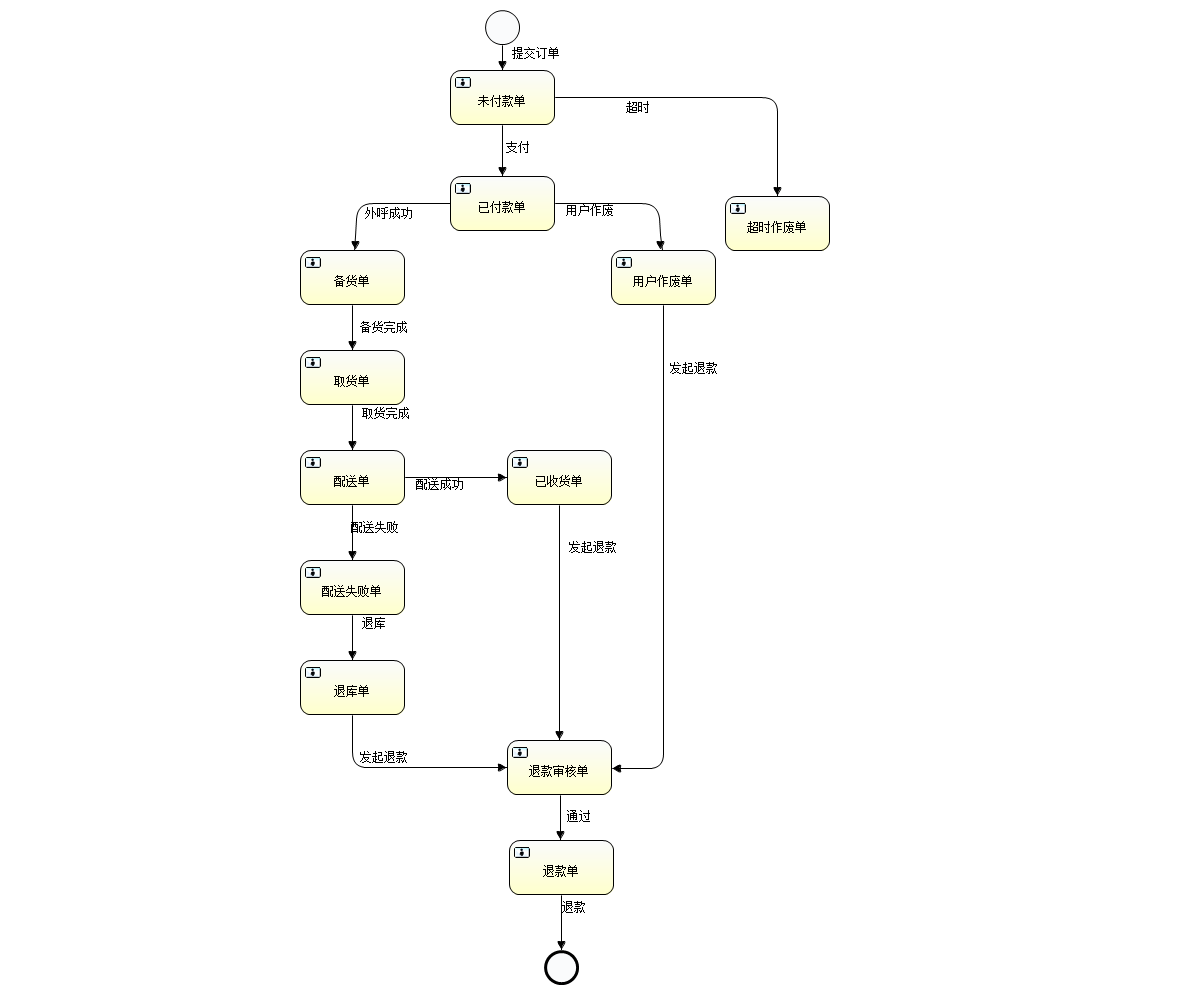 提交订单
未付款单
超时
支付
已付款单
外呼成功
用户作废
超时作废单
备货单
用户作废单
备货完成
发起退款
取货单
取货完成
配送单
配送成功
已收货单
配送失败
发起退款
配送失败单
退库
退库单
发起退款
退款审核单
通过
退款单
退款